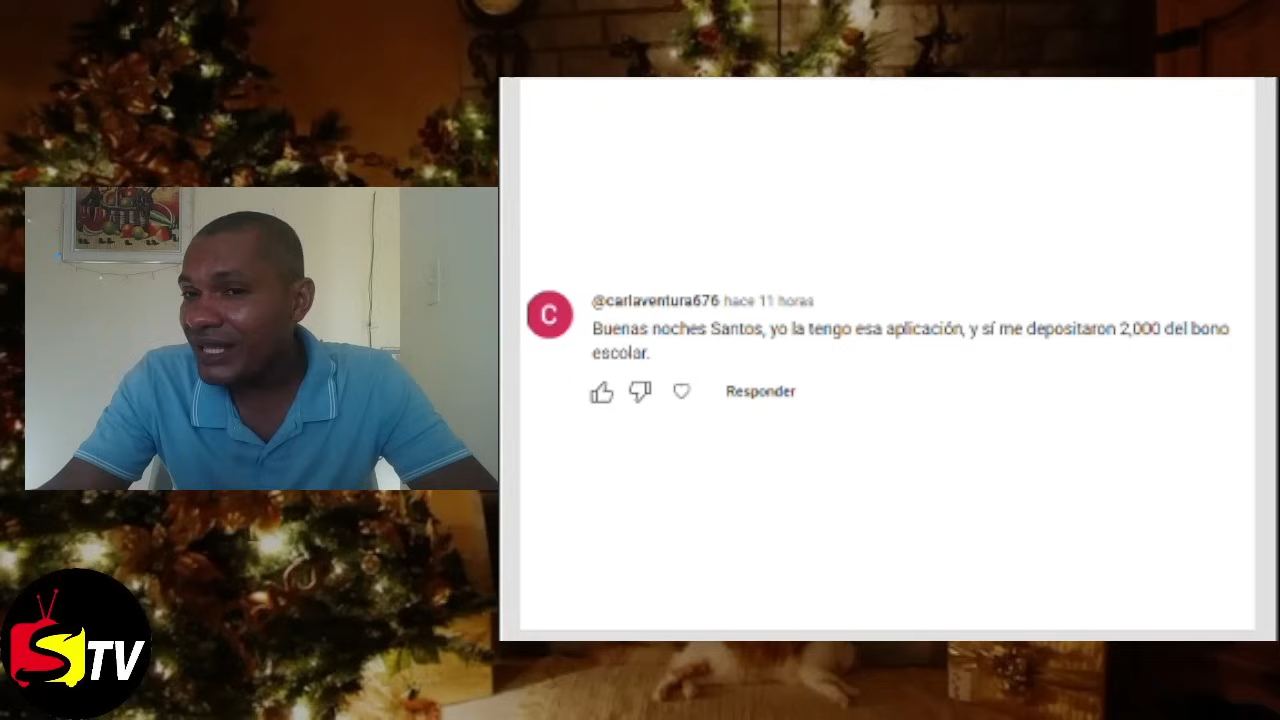 @carlaventura676 hace 11 horas
C
Buenas noches Santos, yo la tengo esa aplicación, y sí me depositaron 2,000 del bono
escolar.
Responder
S TV